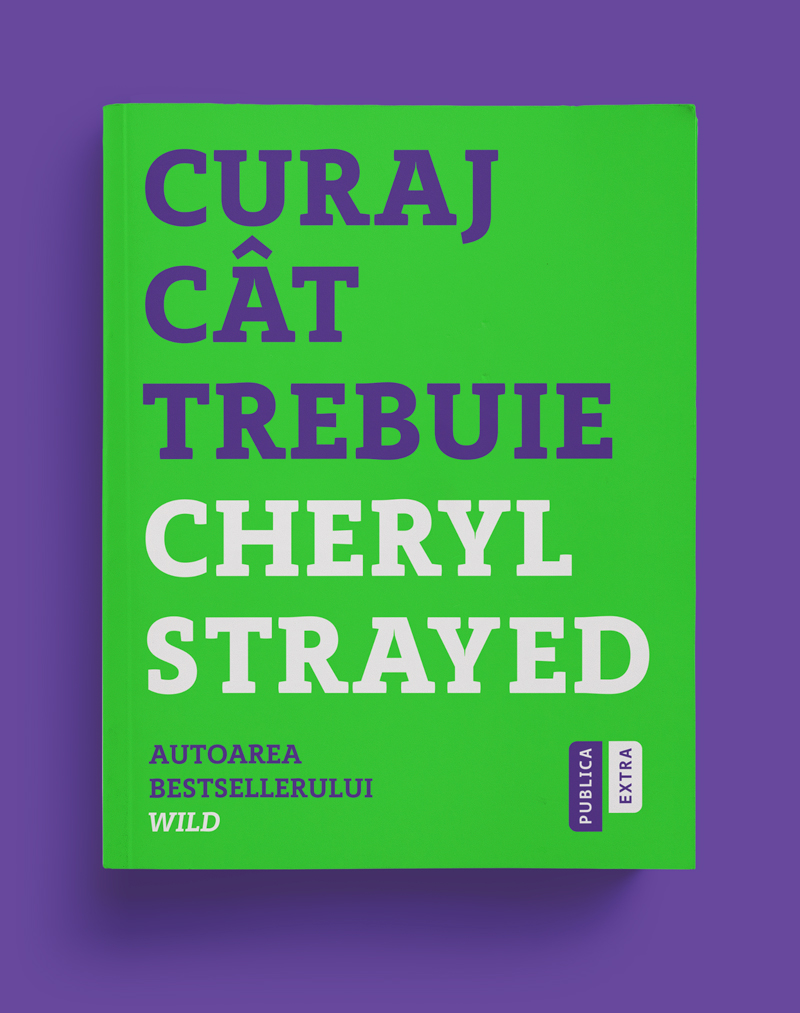 CURAJ
CÂT
TREBUIE
CHERYL
STRAYED
AUTOAREA
BESTSELLERULUI
WILD
PUBLICA
EXTRA